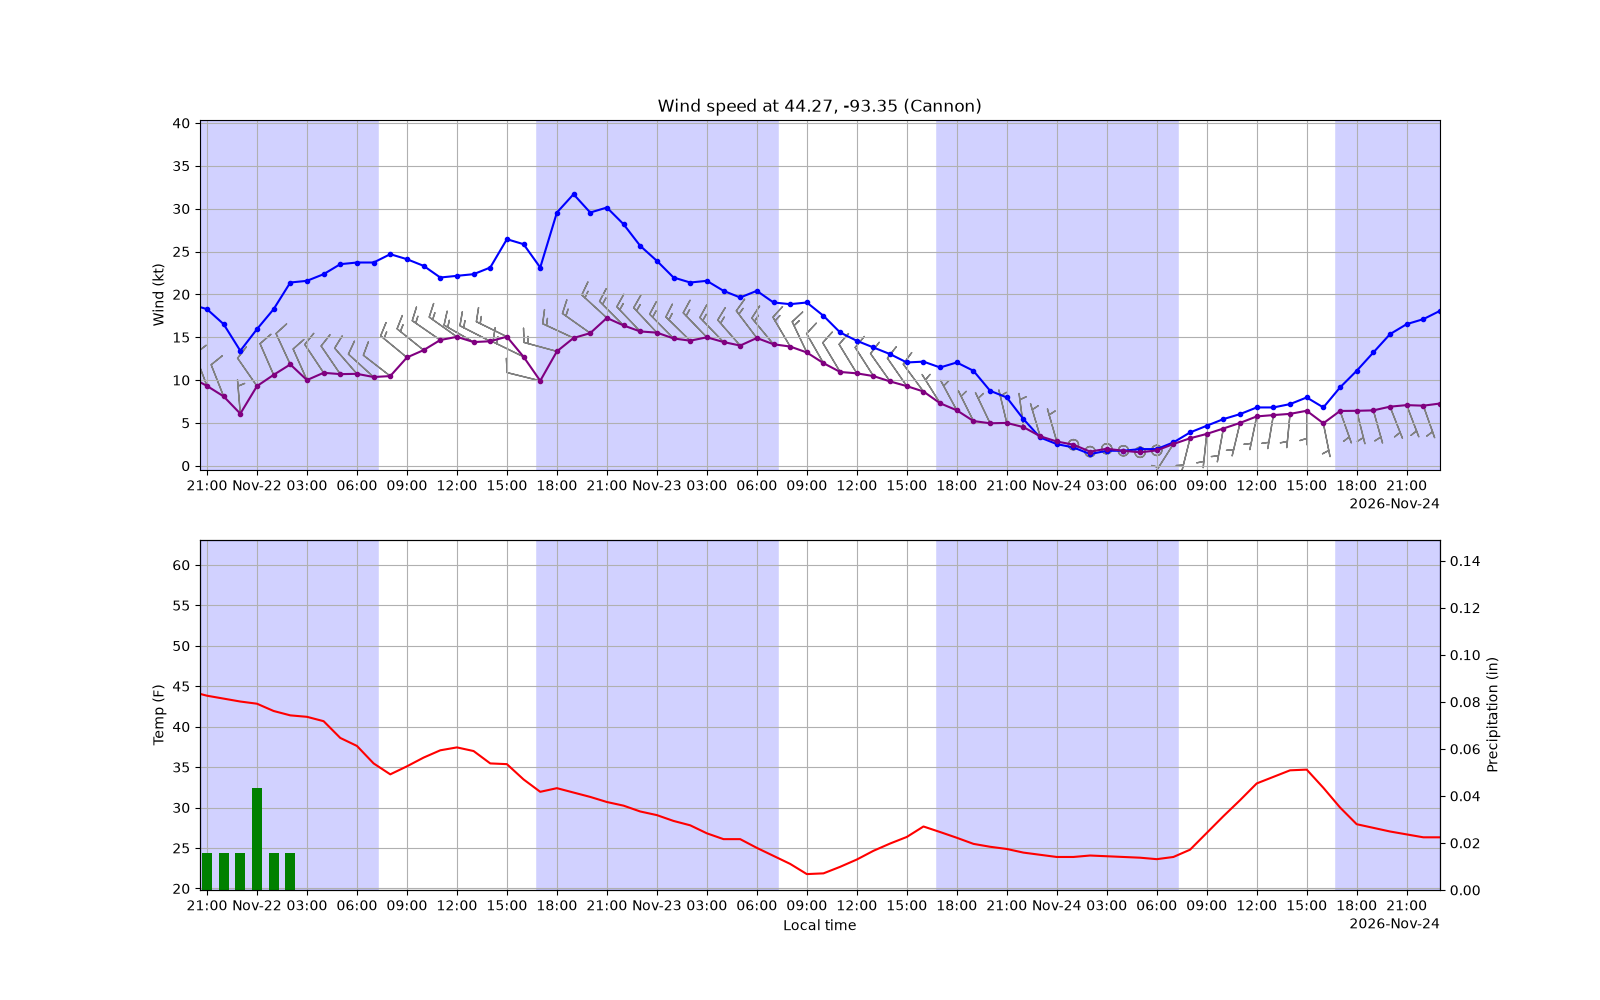 Wind speed at 44.27, -93.35 (Cannon)
40
35
30
25
20
15
10
5
0
Wind (kt)
21:00 Nov-22 03:00 06:00 09:00 12:00 15:00 18:00 21:00 Nov-23 03:00 06:00 09:00 12:00 15:00 18:00 21:00 Nov-24 03:00 06:00 09:00 12:00 15:00 18:00 21:00
2026-Nov-24
60
55
50
45
40
35
30
25
20
Temp (F)
0.14
0.12
0.10
0.08
0.06
0.04
0.02
0.00
Precipitation (in)
21:00 Nov-22 03:00 06:00 09:00 12:00 15:00 18:00 21:00 Nov-23 03:00 06:00 09:00 12:00 15:00 18:00 21:00 Nov-24 03:00 06:00 09:00 12:00 15:00 18:00 21:00
Local time
2026-Nov-24